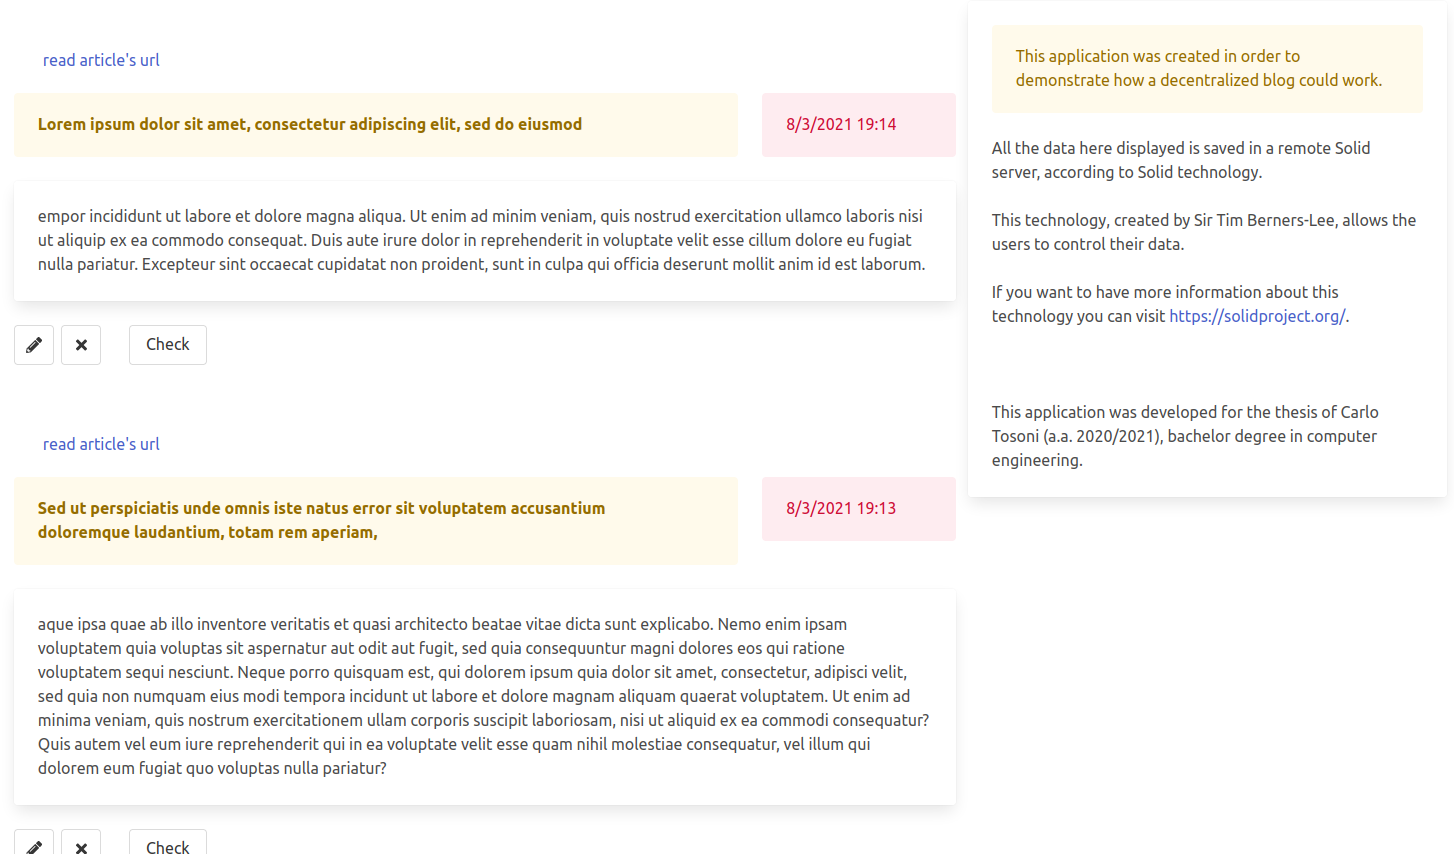 read article's url
Lorem ipsum dolor sit amet, consectetur adipiscing elit, sed do eiusmod
8/3/2021 19:14
empor incididunt ut labore et dolore magna aliqua. Ut enim ad minim veniam, quis nostrud exercitation ullamco laboris nisi
ut aliquip ex ea commodo consequat. Duis aute irure dolor in reprehenderit in voluptate velit esse cillum dolore eu fugiat
nulla pariatur. Excepteur sint occaecat cupidatat non proident, sunt in culpa qui officia deserunt mollit anim id est laborum.
Check
read article's url
Sed ut perspiciatis unde omnis iste natus error sit voluptatem accusantium
doloremque laudantium, totam rem aperiam,
8/3/2021 19:13
aque ipsa quae ab illo inventore veritatis et quasi architecto beatae vitae dicta sunt explicabo. Nemo enim ipsam
voluptatem quia voluptas sit aspernatur aut odit aut fugit, sed quia consequuntur magni dolores eos qui ratione
voluptatem sequi nesciunt. Neque porro quisquam est, qui dolorem ipsum quia dolor sit amet, consectetur, adipisci velit,
sed quia non numquam eius modi tempora incidunt ut labore et dolore magnam aliquam quaerat voluptatem. Ut enim ad
minima veniam, quis nostrum exercitationem ullam corporis suscipit laboriosam, nisi ut aliquid ex ea commodi consequatur?
Quis autem vel eum iure reprehenderit qui in ea voluptate velit esse quam nihil molestiae consequatur, vel illum qui
dolorem eum fugiat quo voluptas nulla pariatur?
Check
This application was created in order to
demonstrate how a decentralized blog could work.
All the data here displayed is saved in a remote Solid
server, according to Solid technology.
This technology, created by Sir Tim Berners-Lee, allows the
users to control their data.
If you want to have more information about this
technology you can visit https://solidproject.org/.
This application was developed for the thesis of Carlo
Tosoni (a.a. 2020/2021), bachelor degree in computer
engineering.